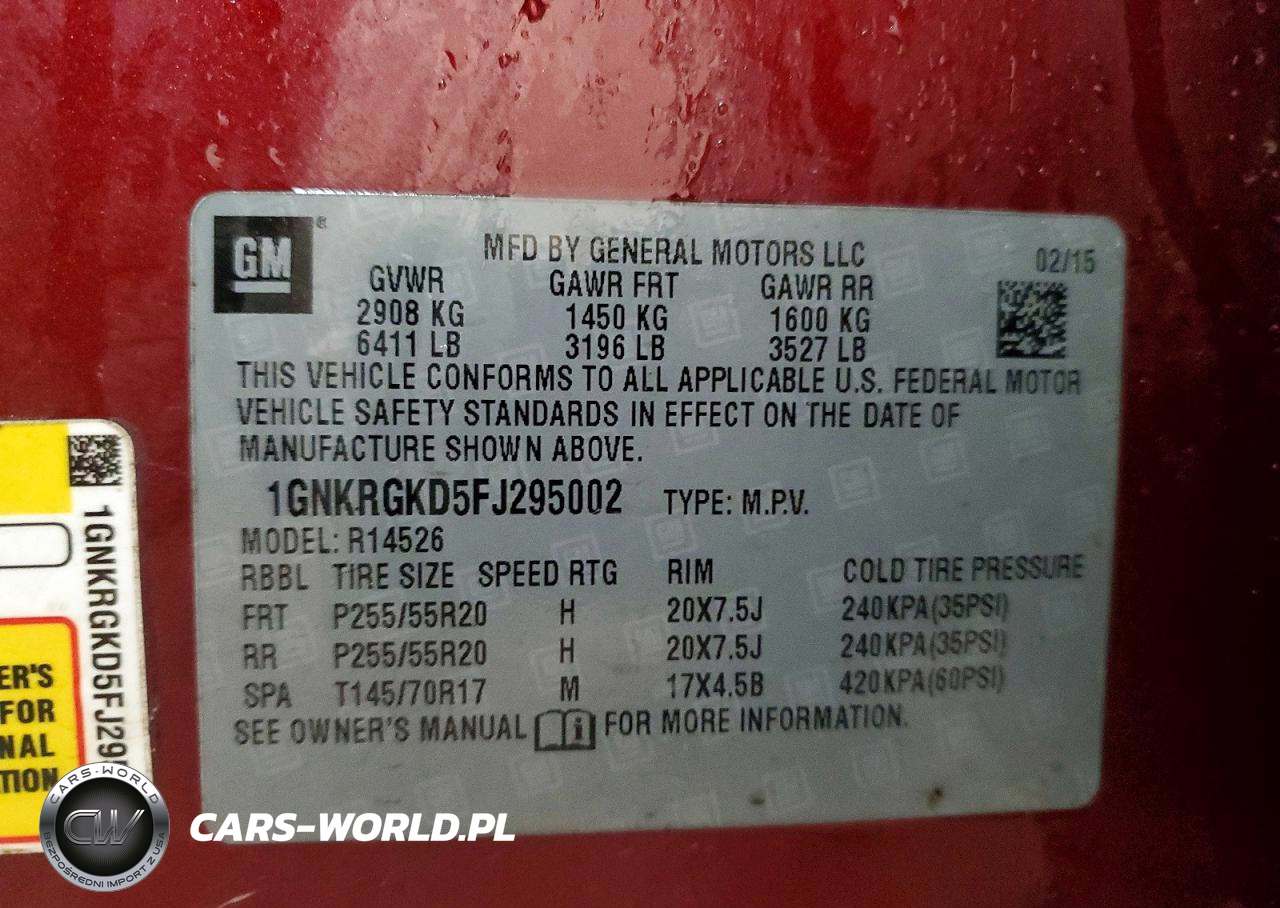 GM
®
MFD BY GENERAL MOTORS LLC
02/15
GVWR GAWR FRT GAWR RR
2908 KG 1450 KG 1600 KG
6411 LB 3196 LB 3527 LB
THIS VEHICLE CONFORMS TO ALL APPLICABLE U.S. FEDERAL MOTOR
VEHICLE SAFETY STANDARDS IN EFFECT ON THE DATE OF
MANUFACTURE SHOWN ABOVE.
1GNKRGKD5FJ295002 TYPE: M.P.V.
MODEL: R14526
RBBL TIRE SIZE SPEED RTG RIM COLD TIRE PRESSURE
FRT P255/55R20 H 20X7.5J 240KPA(35PSI)
RR P255/55R20 H 20X7.5J 240KPA(35PSI)
SPA T145/70R17 M 17X4.5B 420KPA(60PSI)
SEE OWNER'S MANUAL i FOR MORE INFORMATION.
1GNKRGKD5FJ295
ER'S
FOR
NAL
TION
CARS-WORLD
CW
BEZPOŚREDNI IMPORT Z USA
CARS-WORLD.PL